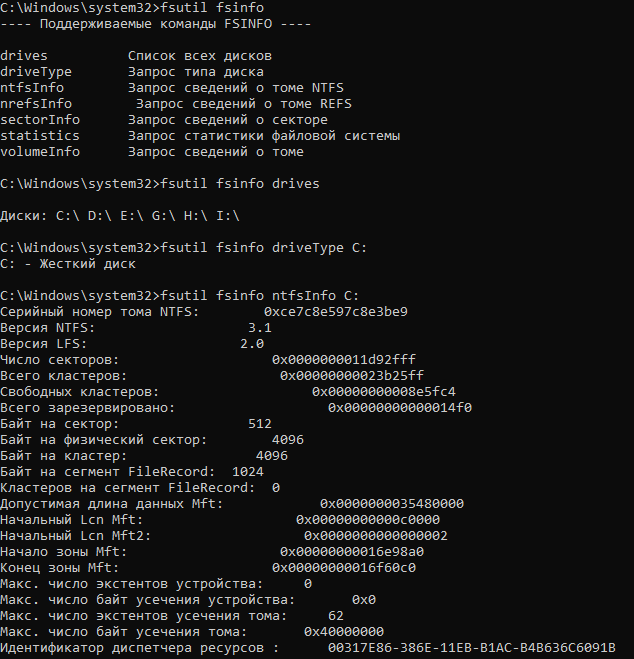 C:\Windows\system32>fsutil fsinfo
---- Поддерживаемые команды FSINFO ----
drives          Список всех дисков
driveType       Запрос типа диска
ntfsInfo        Запрос сведений о томе NTFS
nrefsInfo        Запрос сведений о томе REFS
sectorInfo      Запрос сведений о секторе
statistics      Запрос статистики файловой системы
volumeInfo      Запрос сведений о томе
C:\Windows\system32>fsutil fsinfo drives
Диски: C:\ D:\ E:\ G:\ H:\ I:\
C:\Windows\system32>fsutil fsinfo driveType C:
C: - Жесткий диск
C:\Windows\system32>fsutil fsinfo ntfsInfo C:
Серийный номер тома NTFS:        0xce7c8e597c8e3be9
Версия NTFS:                   3.1
Версия LFS:                   2.0
Число секторов:                   0x0000000011d92fff
Всего кластеров:                   0x00000000023b25ff
Свободных кластеров:                   0x00000000008e5fc4
Всего зарезервировано:                   0x00000000000014f0
Байт на сектор:                512
Байт на физический сектор:        4096
Байт на кластер:                4096
Байт на сегмент FileRecord:  1024
Кластеров на сегмент FileRecord:  0
Допустимая длина данных Mft:            0x0000000035480000
Начальный Lcn Mft:                   0x00000000000c0000
Начальный Lcn Mft2:                   0x0000000000000002
Начало зоны Mft:                   0x00000000016e98a0
Конец зоны Mft:                   0x00000000016f60c0
Макс. число экстентов устройства:     0
Макс. число байт усечения устройства:       0x0
Макс. число экстентов усечения тома:     62
Макс. число байт усечения тома:       0x40000000
Идентификатор диспетчера ресурсов :      00317E86-386E-11EB-B1AC-B4B636C6091B